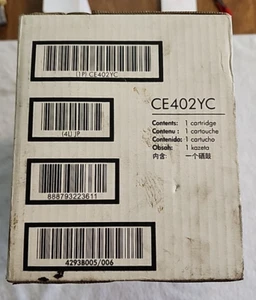 (1P) CE402YC
(4L) JP
888793223611
42938005/006
CE402YC
Contents: 1 cartridge
Contenu : 1 cartouche
Contenido: 1 cartucho
Obsah: 1 kazeta
内含: 一个硒鼓